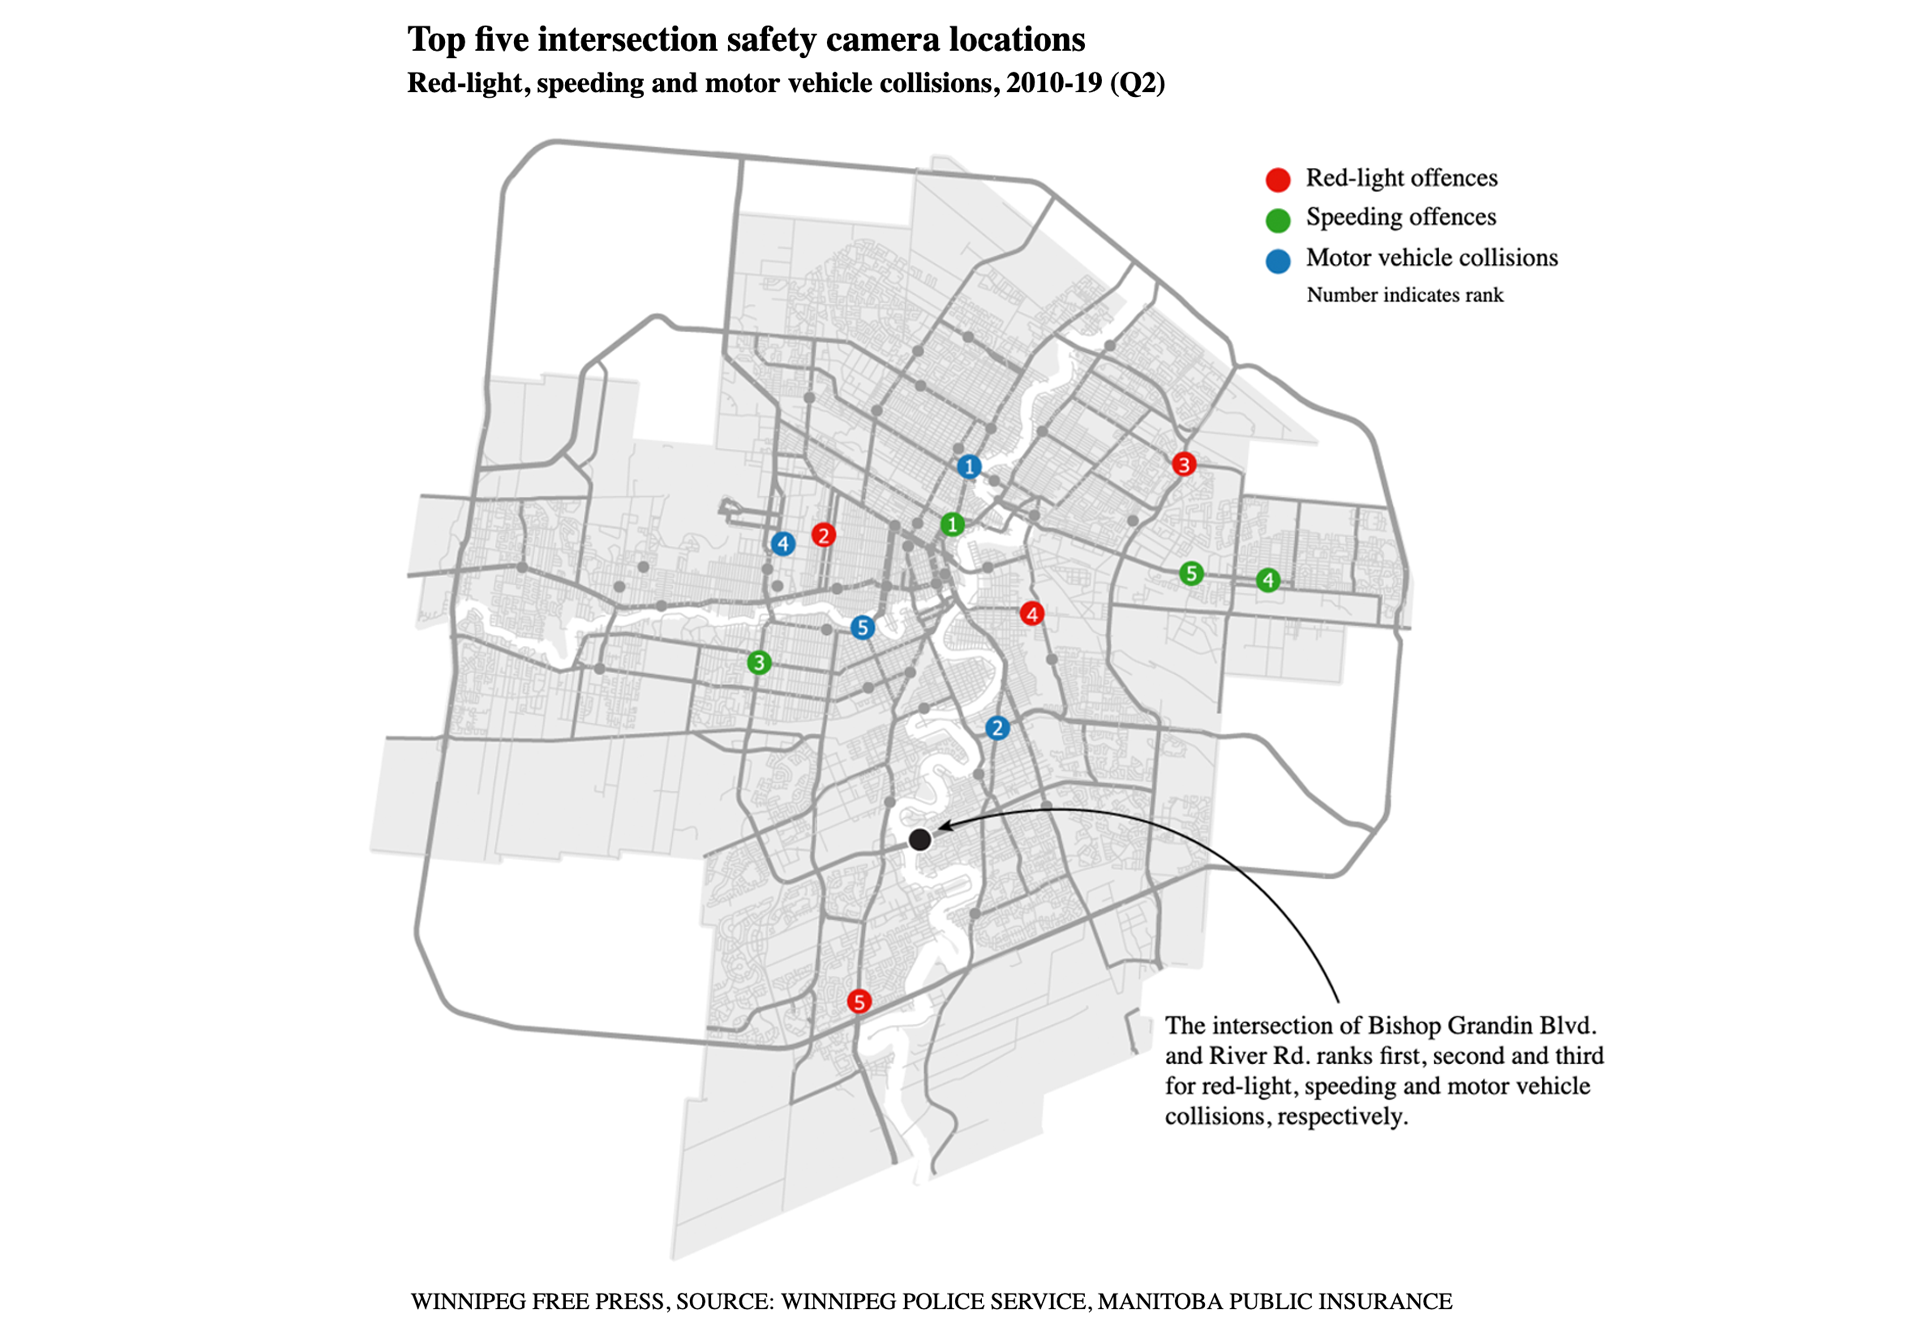 Top five intersection safety camera locations
Red-light, speeding and motor vehicle collisions, 2010-19 (Q2)
Red-light offences
Speeding offences
Motor vehicle collisions
Number indicates rank
1
3
1
4
2
5
4
4
5
3
2
5
The intersection of Bishop Grandin Blvd.
and River Rd. ranks first, second and third
for red-light, speeding and motor vehicle
collisions, respectively.
WINNIPEG FREE PRESS, SOURCE: WINNIPEG POLICE SERVICE, MANITOBA PUBLIC INSURANCE